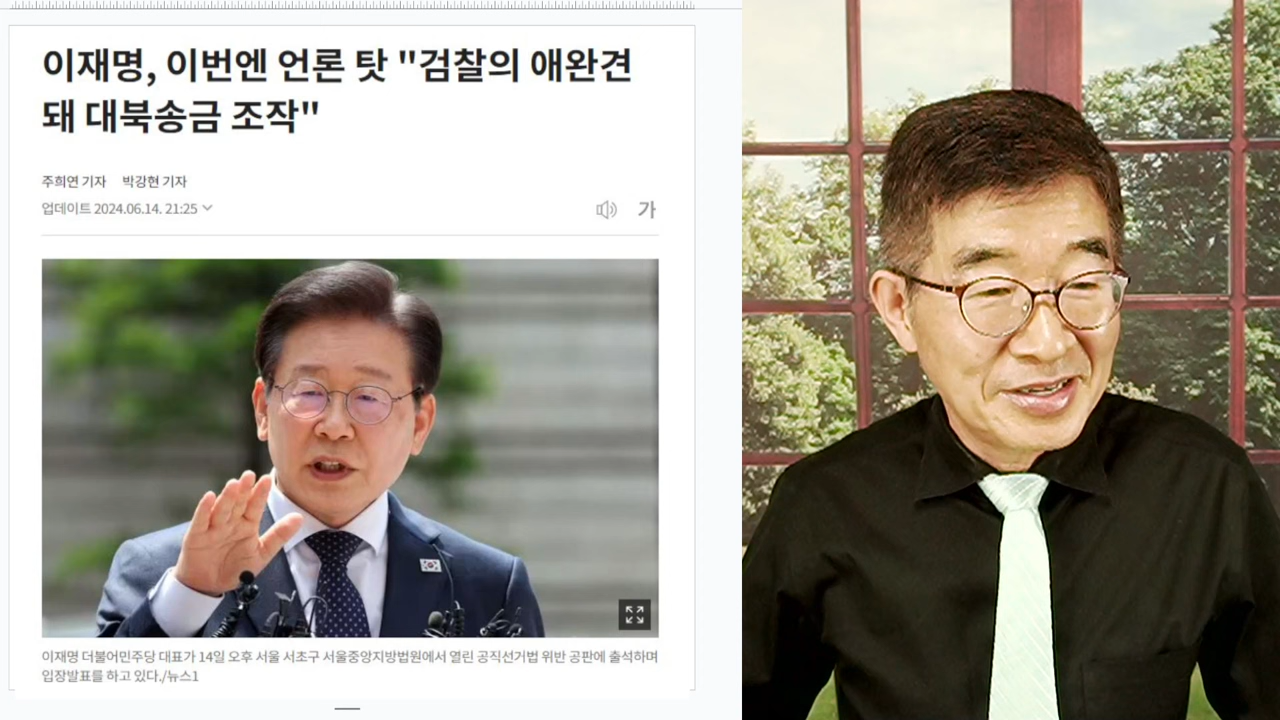 이재명, 이번엔 언론 탓 "검찰의 애완견
돼 대북송금 조작"
주희연 기자 박강현 기자
업데이트 2024.06.14. 21:25
가
이재명 더불어민주당 대표가 14일 오후 서울 서초구 서울중앙지방법원에서 열린 공직선거법 위반 공판에 출석하며
입장발표를 하고 있다./뉴스1